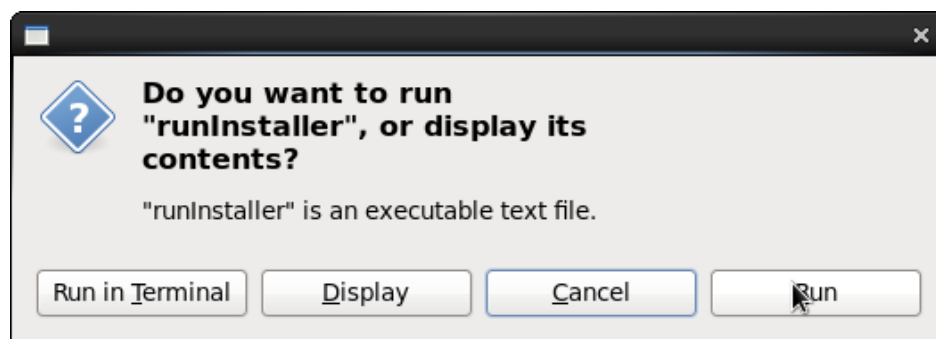 Do you want to run
"runInstaller", or display its
contents?
"runInstaller" is an executable text file.
Run in Terminal
Display
Cancel
Run